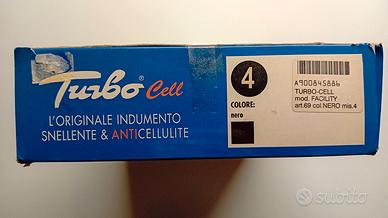 Turbo® Cell
L'ORIGINALE INDUMENTO
SNELLENTE & ANTICELLULITE
4
COLORE:
nero
A900845886
TURBO-CELL
mod. FACILITY
art.69 col.NERO mis.4
subito